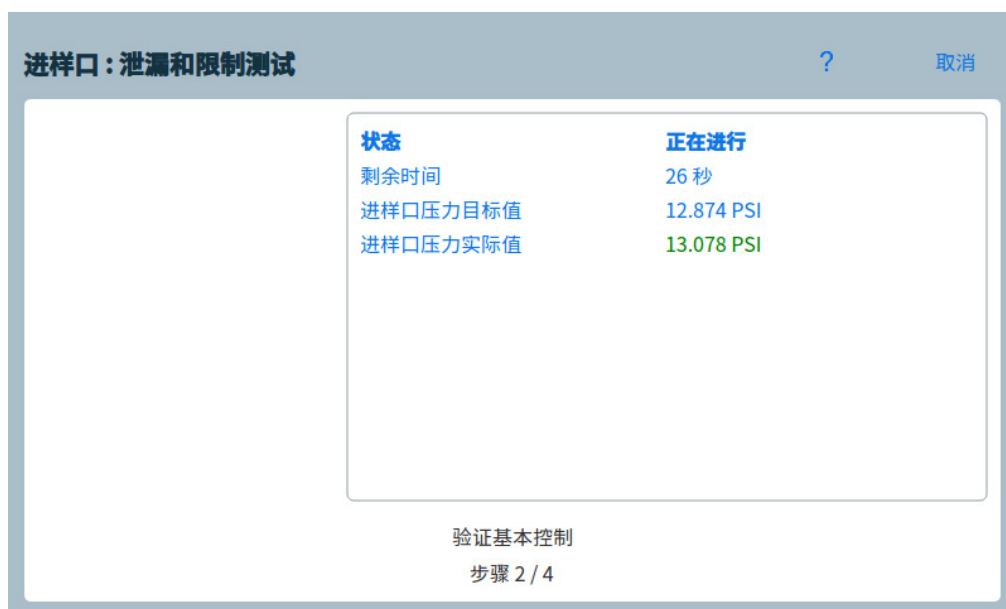 进样口 : 泄漏和限制测试 ? 取消
状态 正在进行
剩余时间 26 秒
进样口压力目标值 12.874 PSI
进样口压力实际值 13.078 PSI
验证基本控制
步骤 2 / 4